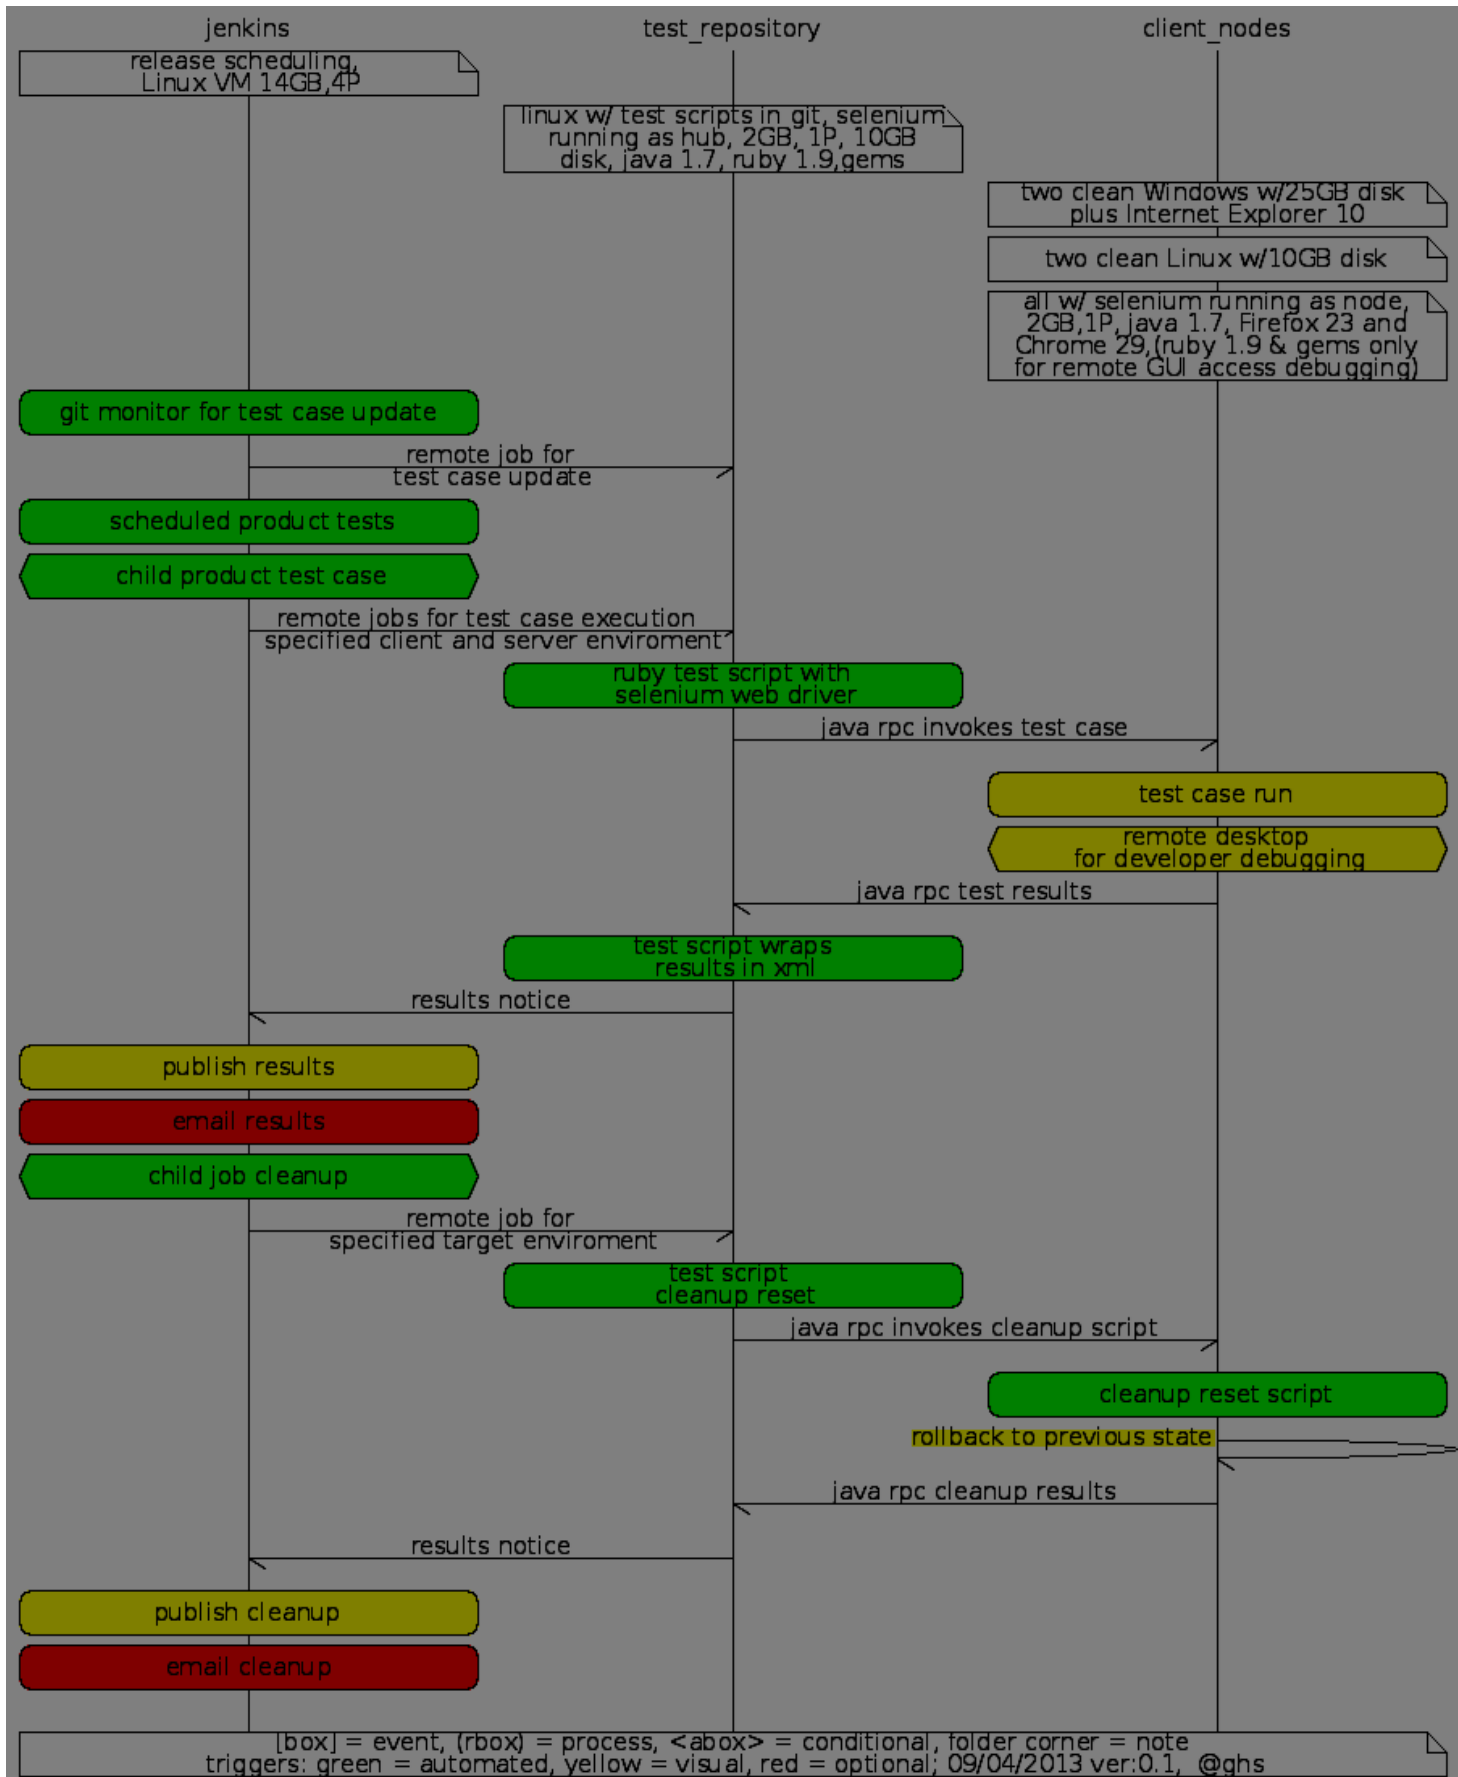 jenkins
test_repository
client_nodes
release scheduling,
Linux VM 14GB,4P
linux w/ test scripts in git, selenium
running as hub, 2GB, 1P, 10GB
disk, java 1.7, ruby 1.9,gems
two clean Windows w/25GB disk
plus Internet Explorer 10
two clean Linux w/10GB disk
all w/ selenium running as node,
2GB,1P, java 1.7, Firefox 23 and
Chrome 29,(ruby 1.9 & gems only
for remote GUI access debugging)
git monitor for test case update
remote job for
test case update
scheduled product tests
child product test case
remote jobs for test case execution
specified client and server enviroment
ruby test script with
selenium web driver
java rpc invokes test case
test case run
remote desktop
for developer debugging
java rpc test results
test script wraps
results in xml
results notice
publish results
email results
child job cleanup
remote job for
specified target enviroment
test script
cleanup reset
java rpc invokes cleanup script
cleanup reset script
rollback to previous state
java rpc cleanup results
results notice
publish cleanup
email cleanup
[box] = event, (rbox) = process, <abox> = conditional, folder corner = note
triggers: green = automated, yellow = visual, red = optional; 09/04/2013 ver:0.1, @ghs